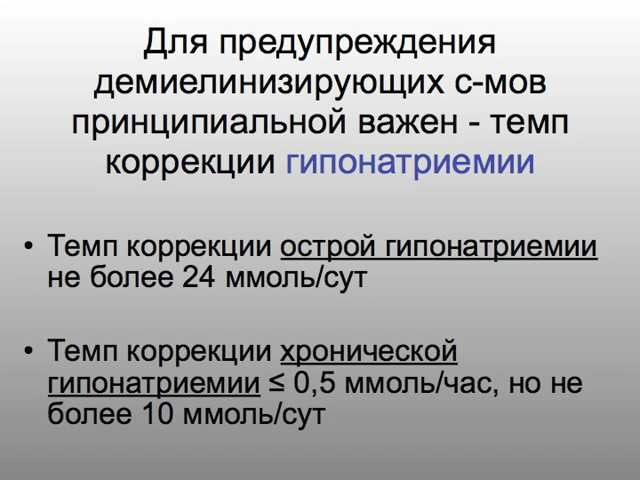 Для предупреждения
демиелинизирующих с-мов
принципиальной важен - темп
коррекции гипонатриемии
• Темп коррекции острой гипонатриемии
не более 24 ммоль/сут
• Темп коррекции хронической
гипонатриемии ≤ 0,5 ммоль/час, но не
более 10 ммоль/сут